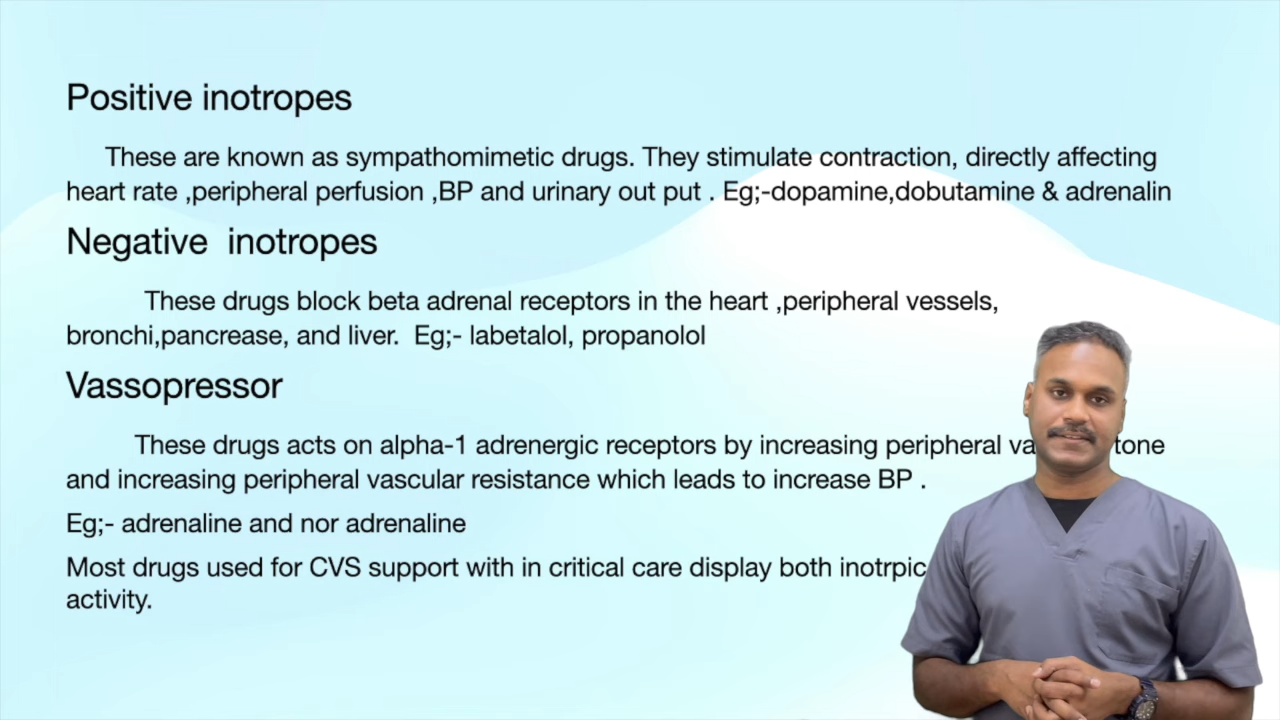 Positive inotropes
These are known as sympathomimetic drugs. They stimulate contraction, directly affecting
heart rate ,peripheral perfusion ,BP and urinary out put . Eg;-dopamine,dobutamine & adrenalin
Negative inotropes
These drugs block beta adrenal receptors in the heart ,peripheral vessels,
bronchi,pancrease, and liver. Eg;- labetalol, propanolol
Vassopressor
These drugs acts on alpha-1 adrenergic receptors by increasing peripheral tone
and increasing peripheral vascular resistance which leads to increase BP .
Eg;- adrenaline and nor adrenaline
Most drugs used for CVS support with in critical care display both inotrpic
activity.